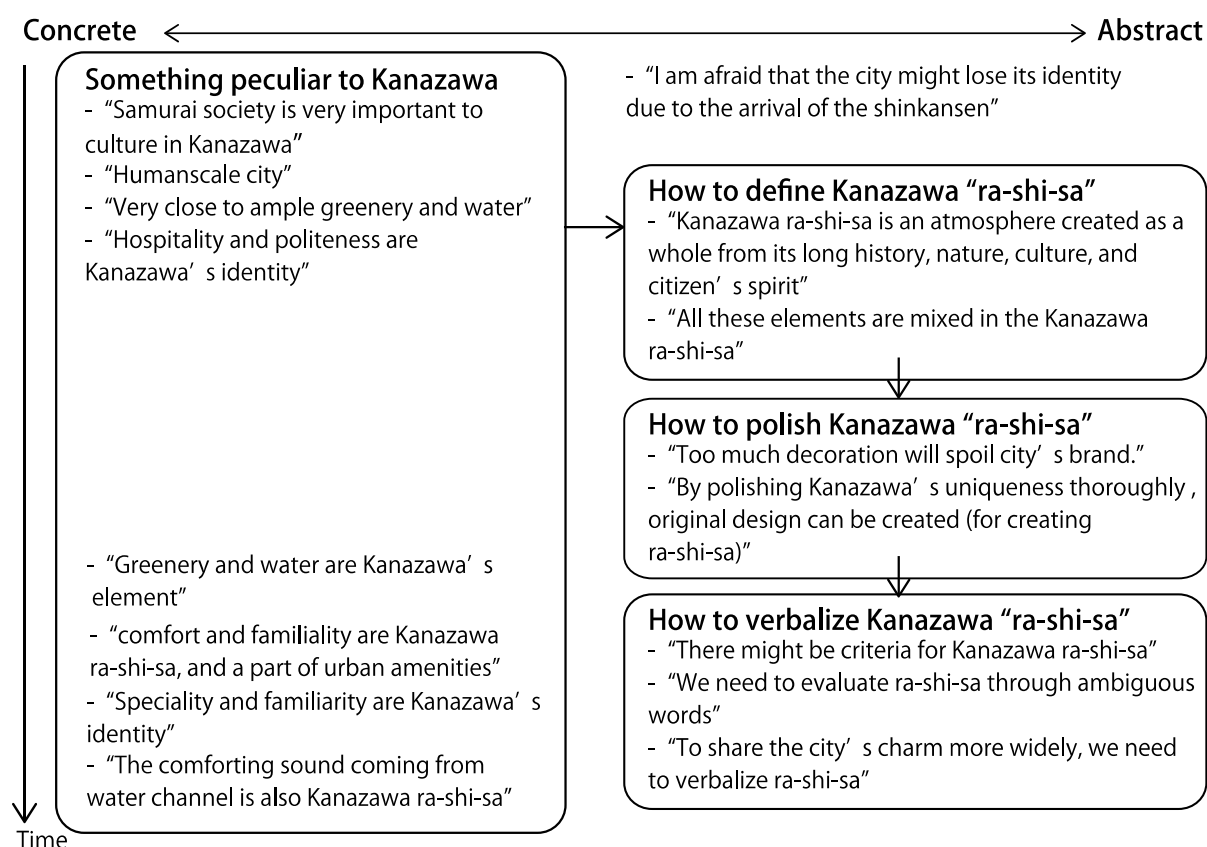 Concrete
Abstract
Something peculiar to Kanazawa
- “Samurai society is very important to
culture in Kanazawa”
- “Humanscale city”
- “Very close to ample greenery and water”
- “Hospitality and politeness are
Kanazawa’s identity”
- “Greenery and water are Kanazawa’s
element”
- “comfort and familiality are Kanazawa
ra-shi-sa, and a part of urban amenities”
- “Speciality and familiarity are Kanazawa’s
identity”
- “The comforting sound coming from
water channel is also Kanazawa ra-shi-sa”
- “I am afraid that the city might lose its identity
due to the arrival of the shinkansen”
How to define Kanazawa “ra-shi-sa”
- “Kanazawa ra-shi-sa is an atmosphere created as a
whole from its long history, nature, culture, and
citizen’s spirit”
- “All these elements are mixed in the Kanazawa
ra-shi-sa”
How to polish Kanazawa “ra-shi-sa”
- “Too much decoration will spoil city’s brand.”
- “By polishing Kanazawa’s uniqueness thoroughly ,
original design can be created (for creating
ra-shi-sa)”
How to verbalize Kanazawa “ra-shi-sa”
- “There might be criteria for Kanazawa ra-shi-sa”
- “We need to evaluate ra-shi-sa through ambiguous
words”
- “To share the city’s charm more widely, we need
to verbalize ra-shi-sa”
Time